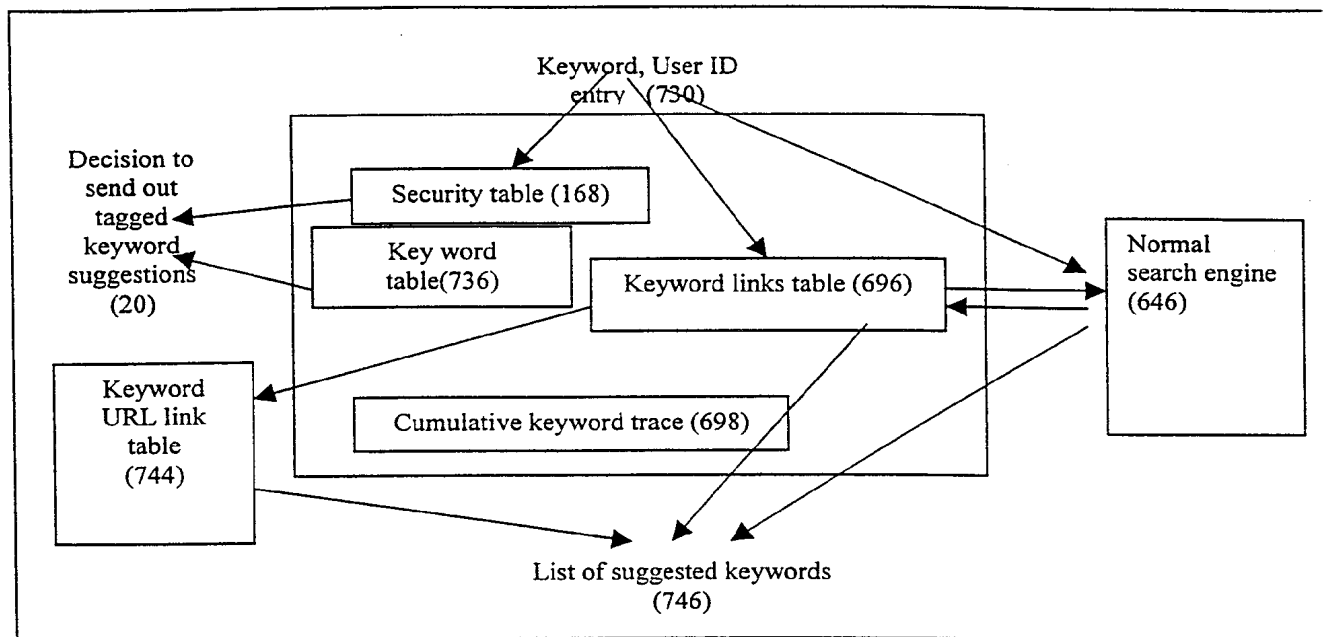 Keyword, User ID
entry (730)
Decision to
send out
tagged
keyword
suggestions
(20)
Security table (168)
Key word
table(736)
Keyword links table (696)
Normal
search engine
(646)
Keyword
URL link
table
(744)
Cumulative keyword trace (698)
List of suggested keywords
(746)